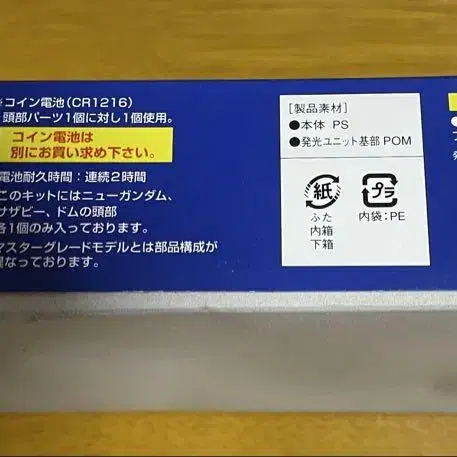 ※コイン電池(CR1216)
頭部パーツ1個に対し1個使用。
コイン電池は
別にお買い求め下さい。
電池耐久時間：連続2時間
このキットにはニューガンダム、
サザビー、ドムの頭部
各1個のみ入っております。
マスターグレードモデルとは部品構成が
異なっております。
[製品素材]
●本体 PS
●発光ユニット基部 POM
紙
ふた
内箱
下箱
プラ
内袋：PE